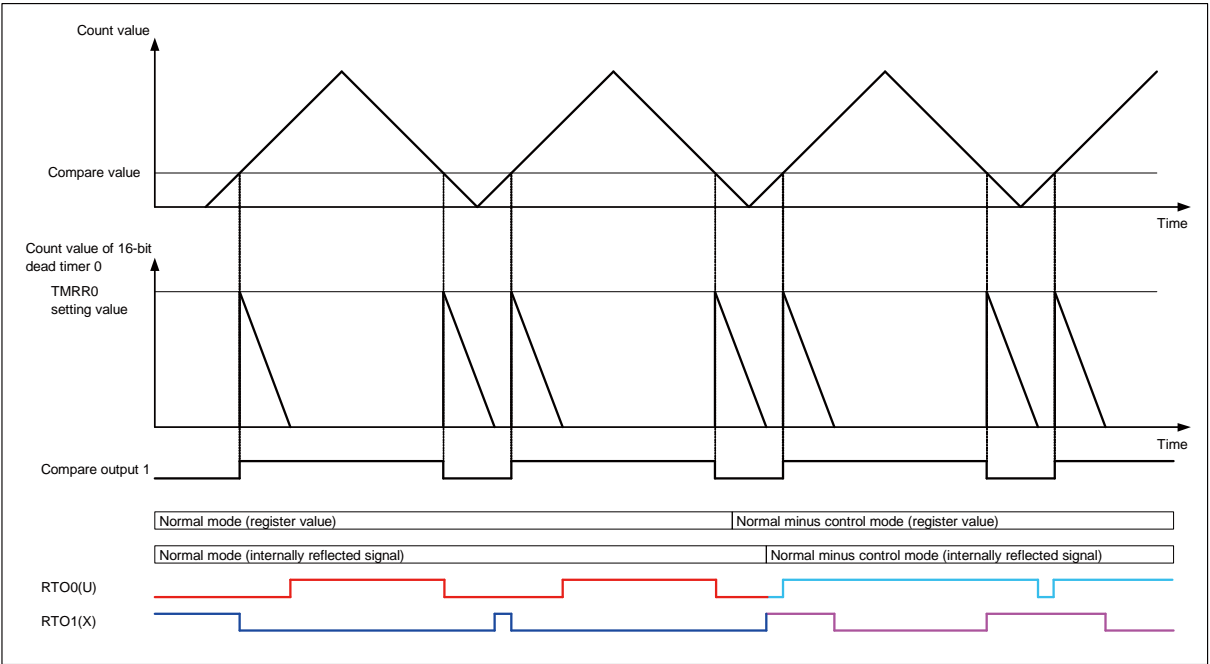 Count value
Compare value
Time
Count value of 16-bit
dead timer 0
TMRR0
setting value
Time
Compare output 1
Normal mode (register value)
Normal minus control mode (register value)
Normal mode (internally reflected signal)
Normal minus control mode (internally reflected signal)
RTO0(U)
RTO1(X)